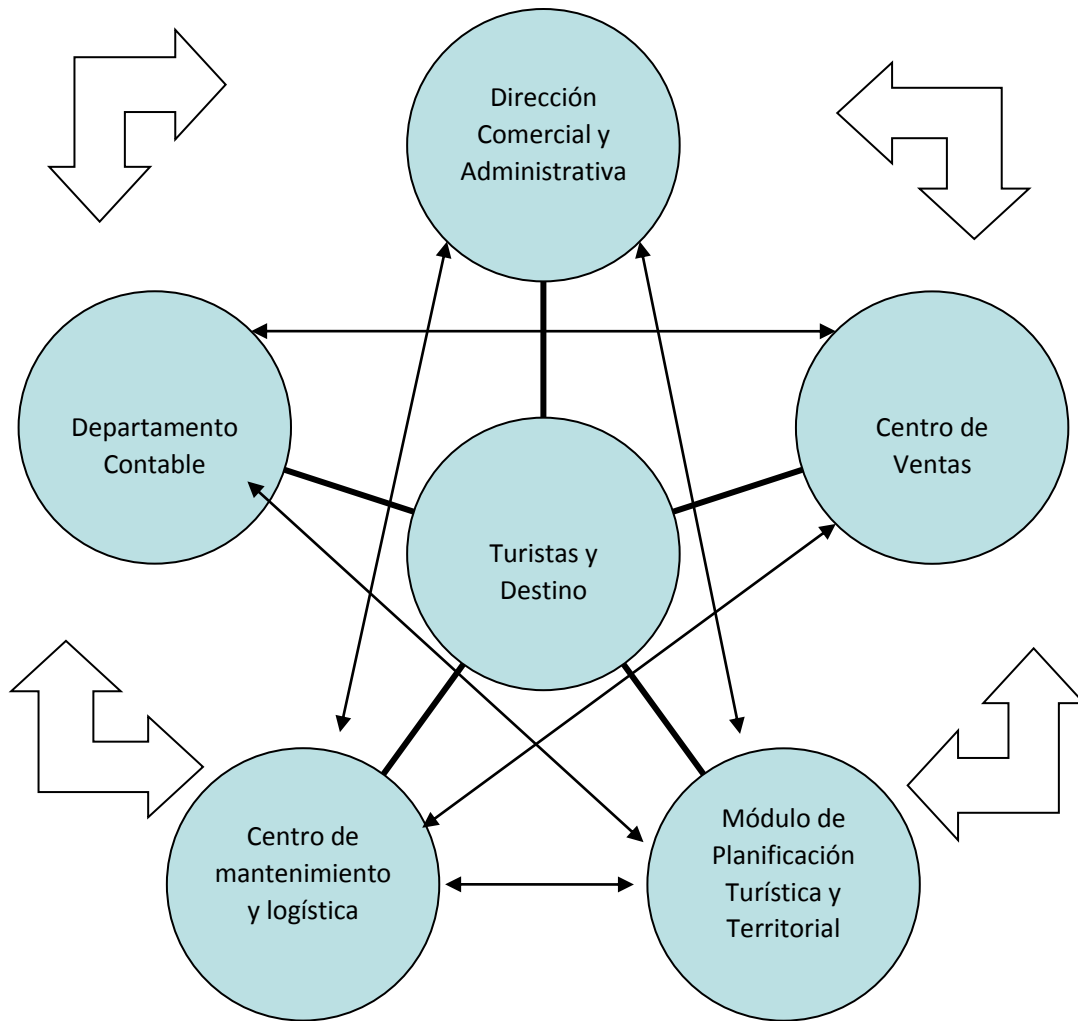 Dirección
Comercial y
Administrativa
Departamento
Contable
Centro de
Ventas
Turistas y
Destino
Centro de
mantenimiento
y logística
Módulo de
Planificación
Turística y
Territorial